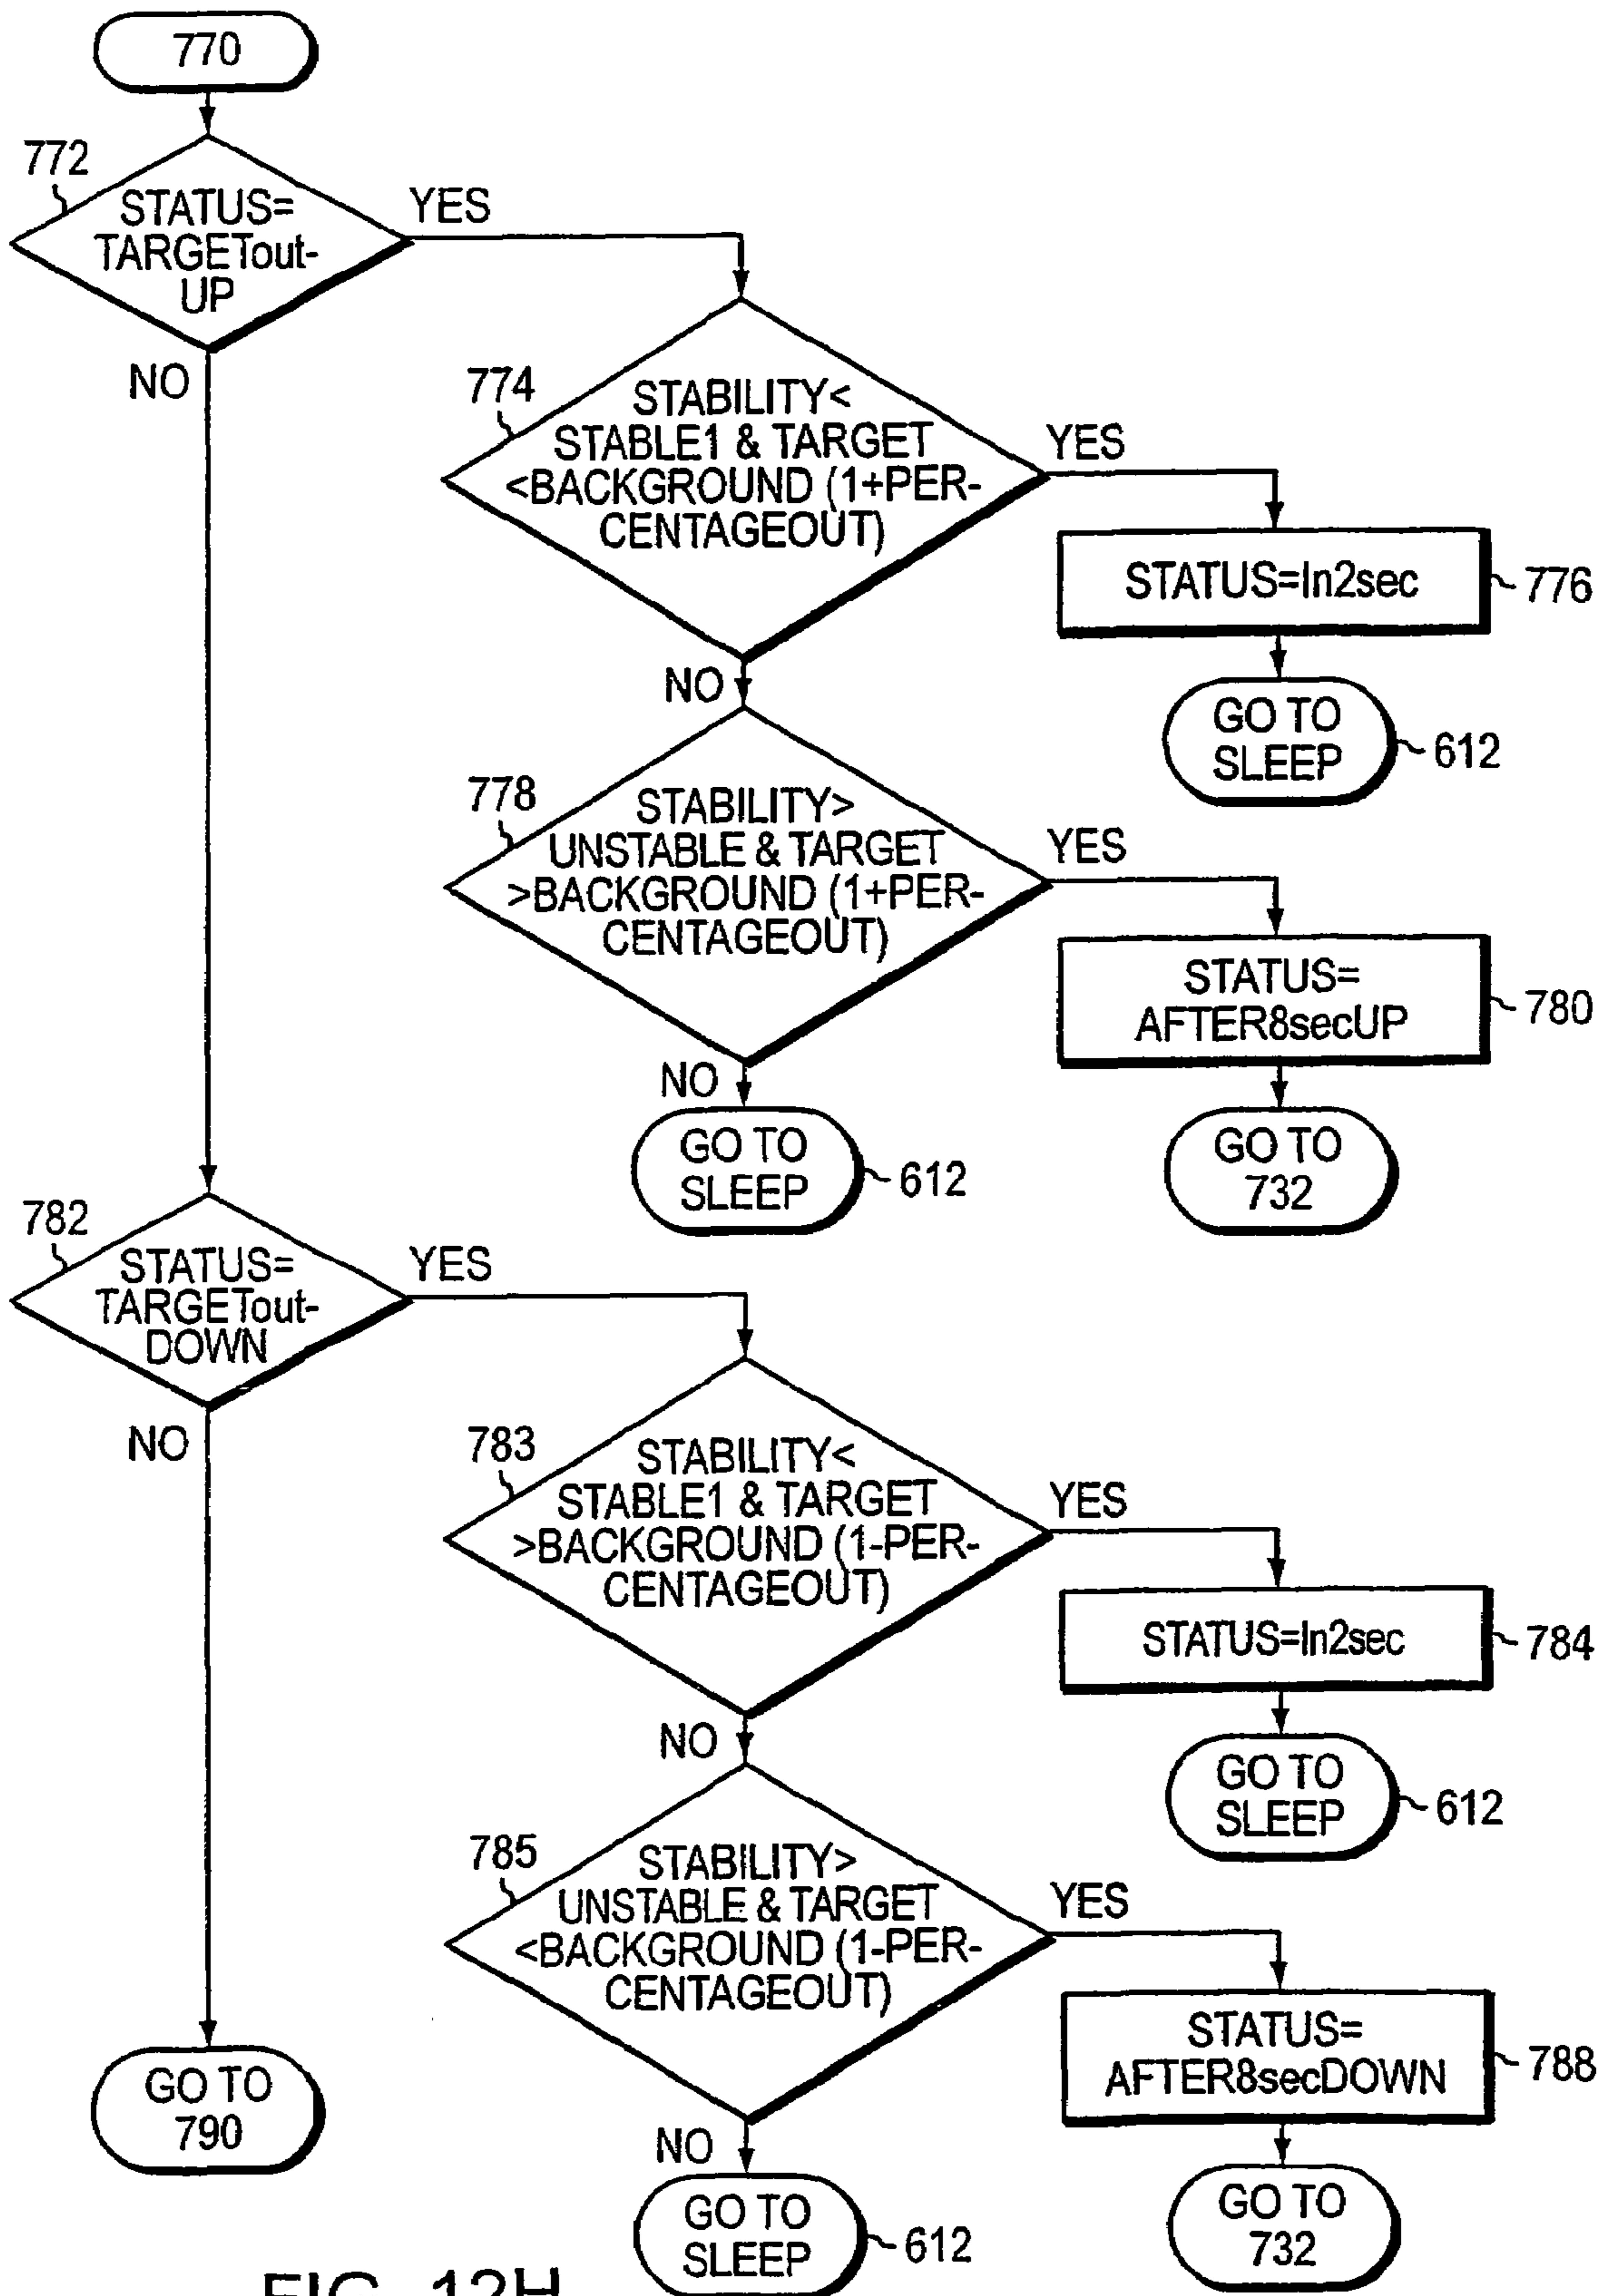 770
772
STATUS=
TARGETout-
UP
YES
NO
774
STABILITY<
STABLE1 & TARGET
<BACKGROUND (1+PER-
CENTAGEOUT)
YES
STATUS=In2sec
776
NO
GO TO
SLEEP
612
778
STABILITY>
UNSTABLE & TARGET
>BACKGROUND (1+PER-
CENTAGEOUT)
YES
STATUS=
AFTER8secUP
780
NO
GO TO
SLEEP
612
GO TO
732
782
STATUS=
TARGETout-
DOWN
YES
NO
783
STABILITY<
STABLE1 & TARGET
>BACKGROUND (1-PER-
CENTAGEOUT)
YES
STATUS=In2sec
784
NO
GO TO
SLEEP
612
785
STABILITY>
UNSTABLE & TARGET
<BACKGROUND (1-PER-
CENTAGEOUT)
YES
STATUS=
AFTER8secDOWN
788
GO TO
790
NO
GO TO
SLEEP
612
GO TO
732
FIG. 12H